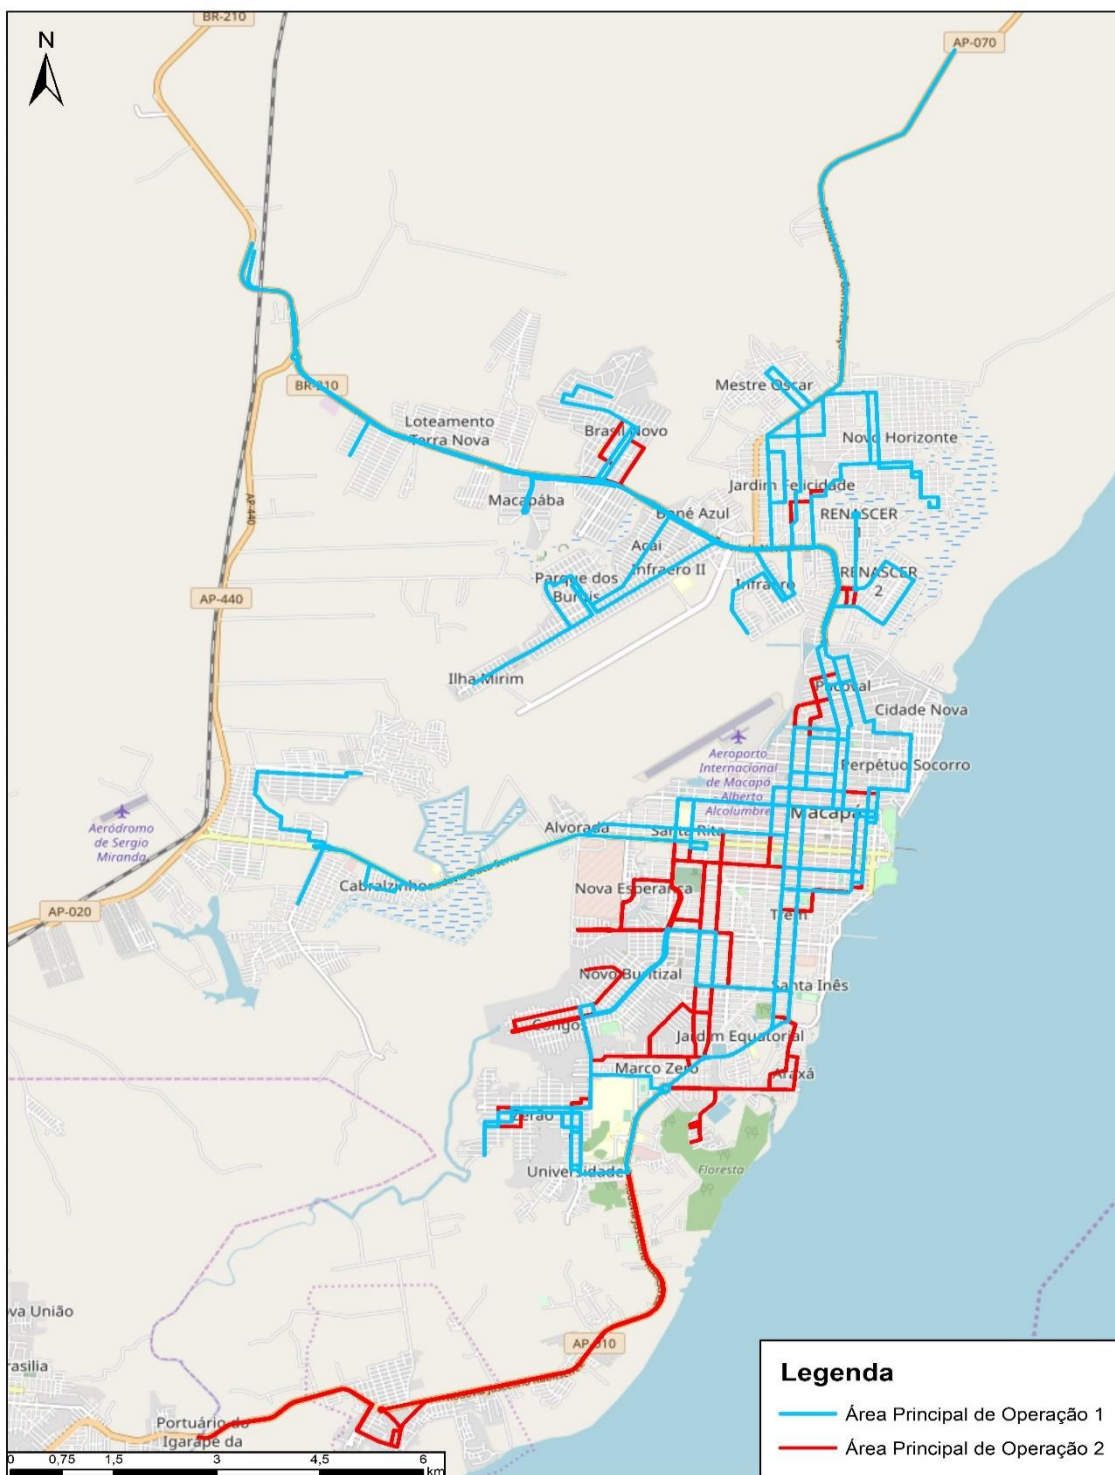 BR-210
AP-070
N
BR-210
Mestre Oscar
Loteamento
Terra Nova
Brasil Novo
Novo Horizonte
Jardim Felicidade
Macapába
AP-440
RENASCER
1
Boné Azul
Açaí
Infraero II
Parque dos
Buritis
Infraero
RENASCER
2
AP-440
Ilha Mirim
Pacoval
Cidade Nova
Aeroporto
Internacional
de Macapá
- Alberto
Alcolumbre
Perpétuo Socorro
Aeródromo
de Sergio
Miranda
Alvorada
Santa Rita
Macapá
Cabralzinho
Nova Esperança
AP-020
Trem
Novo Buritizal
Santa Inês
Congós
Jardim Equatorial
Marco Zero
Araxá
Zerão
Universidade
Floresta
ova União
AP-010
rasilia
Portuário do
Igarapé da
0 0,75 1,5 3 4,5 6
km
Legenda
Área Principal de Operação 1
Área Principal de Operação 2